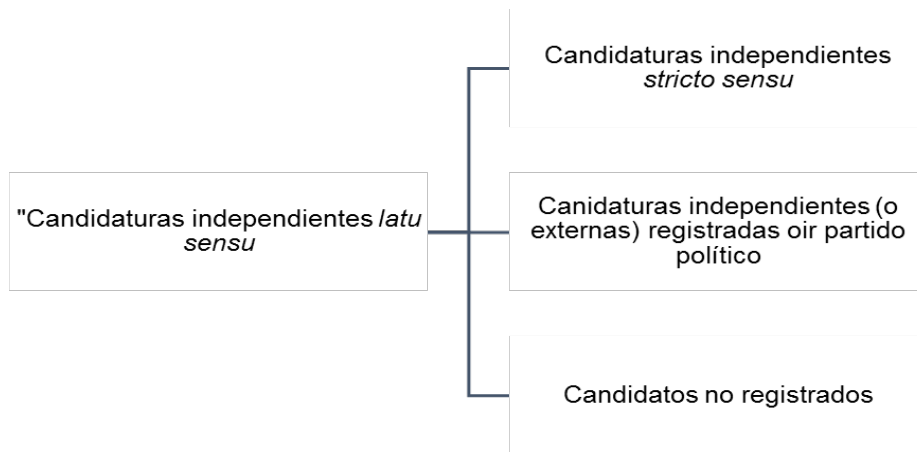 Candidaturas independientes
stricto sensu
"Candidaturas independientes latu
sensu
Canidaturas independientes (o
externas) registradas oir partido
político
Candidatos no registrados